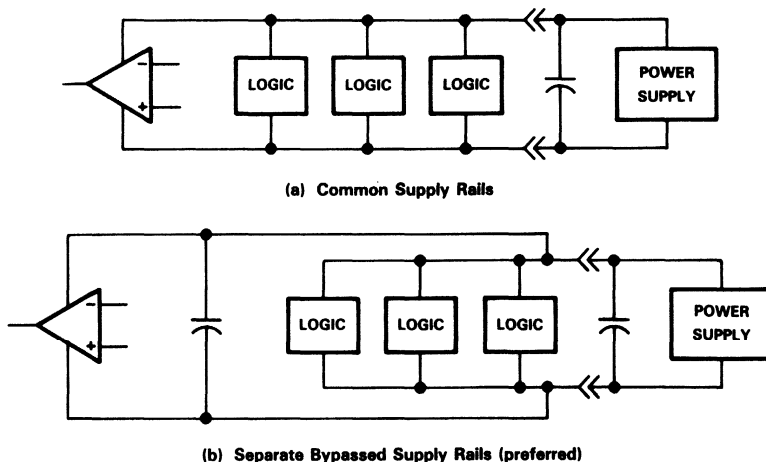 −
+
LOGIC
LOGIC
LOGIC
POWER
SUPPLY
(a) Common Supply Rails
−
+
LOGIC
LOGIC
LOGIC
POWER
SUPPLY
(b) Separate Bypassed Supply Rails (preferred)